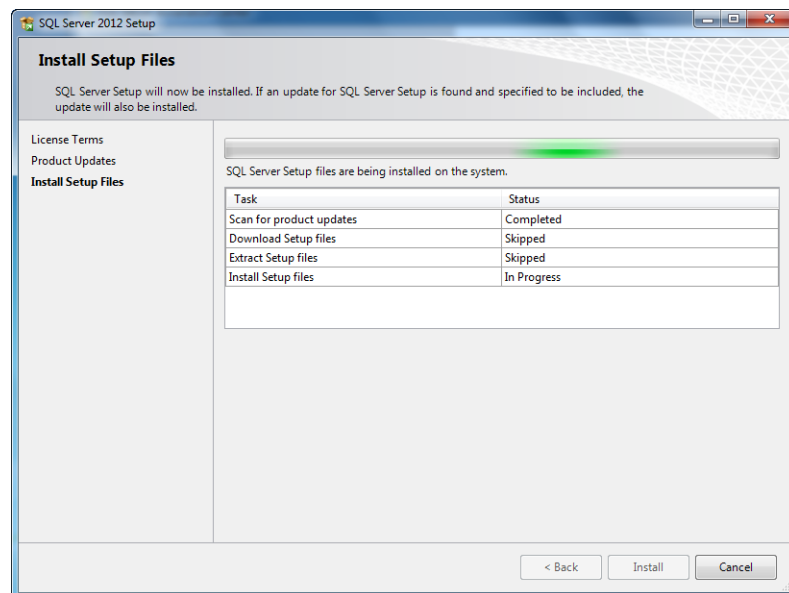 SQL Server 2012 Setup
Install Setup Files
SQL Server Setup will now be installed. If an update for SQL Server Setup is found and specified to be included, the
update will also be installed.
License Terms
Product Updates
Install Setup Files
SQL Server Setup files are being installed on the system.
Task Status
Scan for product updates Completed
Download Setup files Skipped
Extract Setup files Skipped
Install Setup files In Progress
< Back Install Cancel